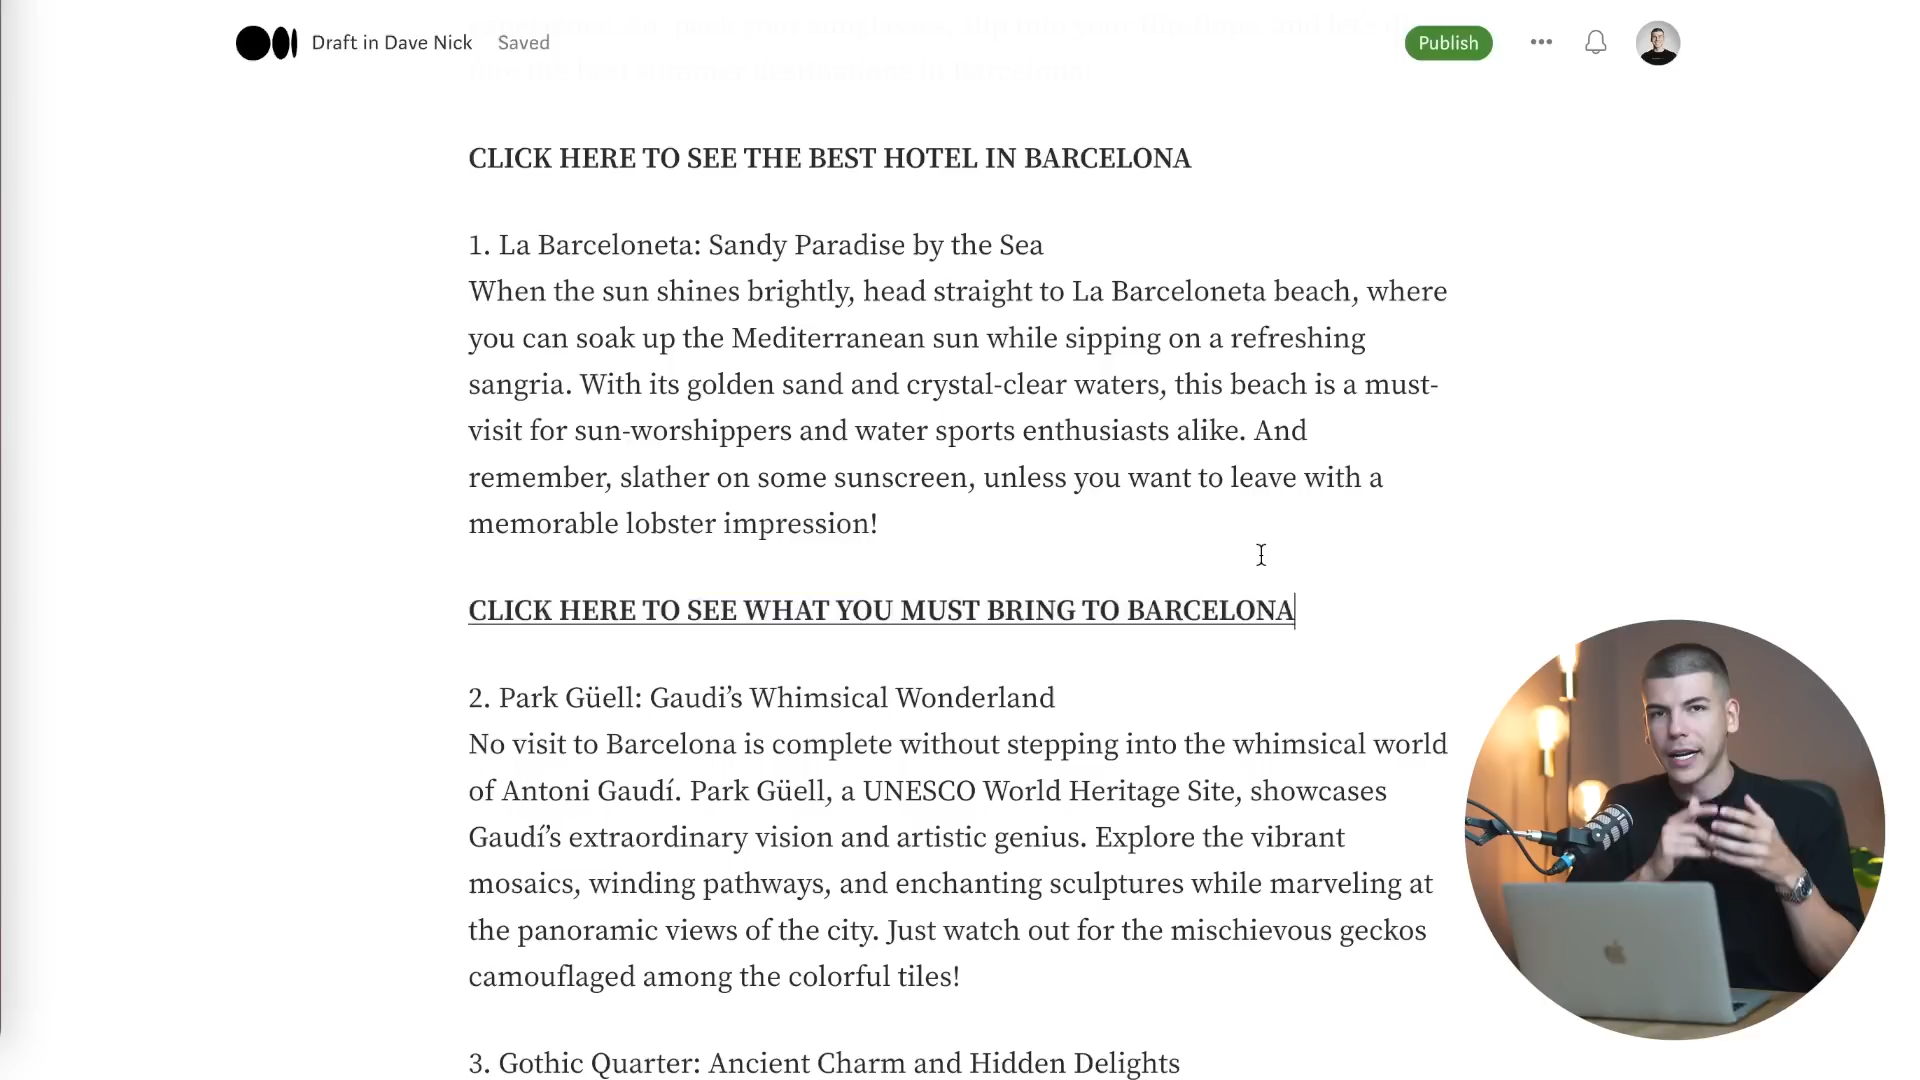 Draft in Dave Nick Saved Publish
CLICK HERE TO SEE THE BEST HOTEL IN BARCELONA
1. La Barceloneta: Sandy Paradise by the Sea
When the sun shines brightly, head straight to La Barceloneta beach, where
you can soak up the Mediterranean sun while sipping on a refreshing
sangria. With its golden sand and crystal-clear waters, this beach is a must-
visit for sun-worshippers and water sports enthusiasts alike. And
remember, slather on some sunscreen, unless you want to leave with a
memorable lobster impression!
CLICK HERE TO SEE WHAT YOU MUST BRING TO BARCELONA
2. Park Güell: Gaudi’s Whimsical Wonderland
No visit to Barcelona is complete without stepping into the whimsical world
of Antoni Gaudí. Park Güell, a UNESCO World Heritage Site, showcases
Gaudí’s extraordinary vision and artistic genius. Explore the vibrant
mosaics, winding pathways, and enchanting sculptures while marveling at
the panoramic views of the city. Just watch out for the mischievous geckos
camouflaged among the colorful tiles!
3. Gothic Quarter: Ancient Charm and Hidden Delights